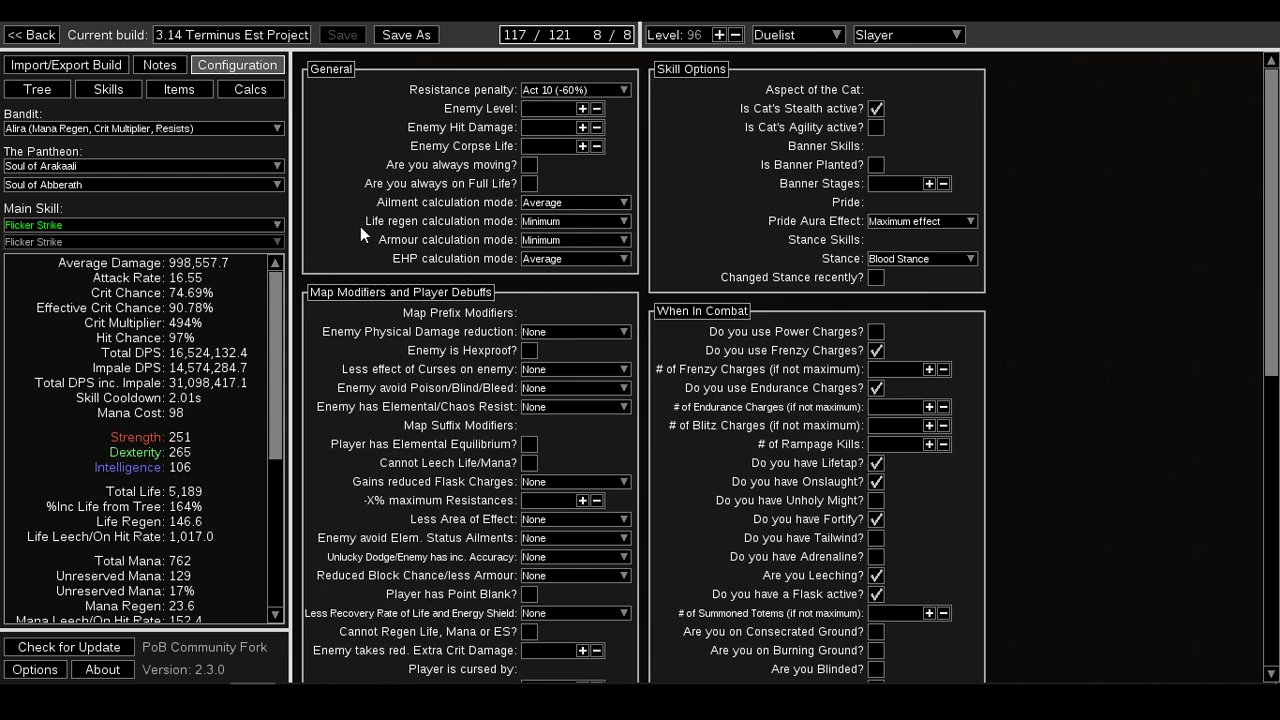 << Back Current build: 3.14 Terminus Est Project Save Save As 117 / 121 8 / 8 Level: 96 + − Duelist Slayer
Import/Export Build Notes Configuration
Tree Skills Items Calcs
Bandit:
Alira (Mana Regen, Crit Multiplier, Resists)
The Pantheon:
Soul of Arakaali
Soul of Abberath
Main Skill:
Flicker Strike
Flicker Strike
Average Damage: 998,557.7
Attack Rate: 16.55
Crit Chance: 74.69%
Effective Crit Chance: 90.78%
Crit Multiplier: 494%
Hit Chance: 97%
Total DPS: 16,524,132.4
Impale DPS: 14,574,284.7
Total DPS inc. Impale: 31,098,417.1
Skill Cooldown: 2.01s
Mana Cost: 98
Strength: 251
Dexterity: 265
Intelligence: 106
Total Life: 5,189
%Inc Life from Tree: 164%
Life Regen: 146.6
Life Leech/On Hit Rate: 1,017.0
Total Mana: 762
Unreserved Mana: 129
Unreserved Mana: 17%
Mana Regen: 23.6
Mana Leech/On Hit Rate: 152.4
Check for Update PoB Community Fork
Options About Version: 2.3.0
General
Resistance penalty: Act 10 (-60%)
Enemy Level: + −
Enemy Hit Damage: + −
Enemy Corpse Life: + −
Are you always moving?
Are you always on Full Life?
Ailment calculation mode: Average
Life regen calculation mode: Minimum
Armour calculation mode: Minimum
EHP calculation mode: Average
Map Modifiers and Player Debuffs
Map Prefix Modifiers:
Enemy Physical Damage reduction: None
Enemy is Hexproof?
Less effect of Curses on enemy: None
Enemy avoid Poison/Blind/Bleed: None
Enemy has Elemental/Chaos Resist: None
Map Suffix Modifiers:
Player has Elemental Equilibrium?
Cannot Leech Life/Mana?
Gains reduced Flask Charges: None
-X% maximum Resistances: + −
Less Area of Effect: None
Enemy avoid Elem. Status Ailments: None
Unlucky Dodge/Enemy has inc. Accuracy: None
Reduced Block Chance/less Armour: None
Player has Point Blank?
Less Recovery Rate of Life and Energy Shield: None
Cannot Regen Life, Mana or ES?
Enemy takes red. Extra Crit Damage: + −
Player is cursed by:
Skill Options
Aspect of the Cat:
Is Cat's Stealth active?
Is Cat's Agility active?
Banner Skills:
Is Banner Planted?
Banner Stages: + −
Pride:
Pride Aura Effect: Maximum effect
Stance Skills:
Stance: Blood Stance
Changed Stance recently?
When In Combat
Do you use Power Charges?
Do you use Frenzy Charges?
# of Frenzy Charges (if not maximum): + −
Do you use Endurance Charges?
# of Endurance Charges (if not maximum): + −
# of Blitz Charges (if not maximum): + −
# of Rampage Kills: + −
Do you have Lifetap?
Do you have Onslaught?
Do you have Unholy Might?
Do you have Fortify?
Do you have Tailwind?
Do you have Adrenaline?
Are you Leeching?
Do you have a Flask active?
# of Summoned Totems (if not maximum): + −
Are you on Consecrated Ground?
Are you on Burning Ground?
Are you Blinded?